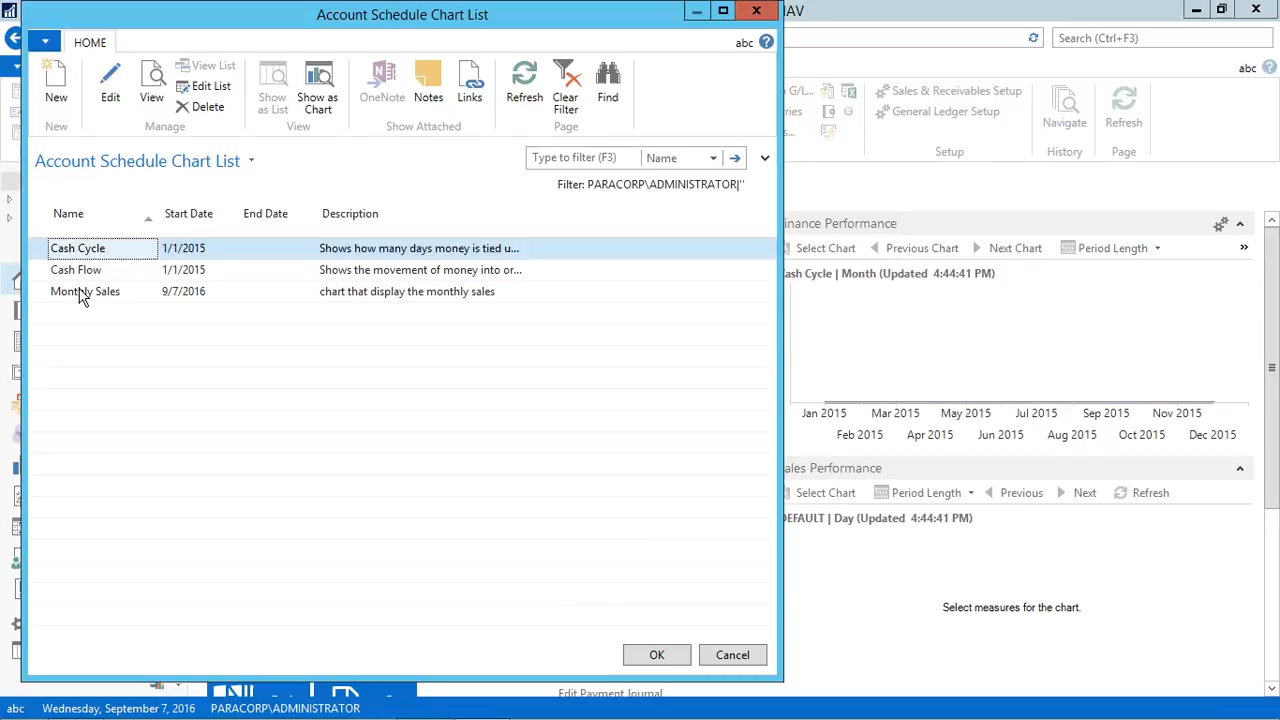 Account Schedule Chart List
NAV
Search (Ctrl+F3)
HOME
abc
abc
New
Edit
View
View List
Edit List
Delete
Show as List
Show as Chart
OneNote
Notes
Links
Refresh
Clear Filter
Find
New
Manage
View
Show Attached
Page
Sales & Receivables Setup
General Ledger Setup
Navigate
Refresh
Setup
History
Page
Account Schedule Chart List
Type to filter (F3)
Name
Filter: PARACORP\ADMINISTRATOR|''
Name
Start Date
End Date
Description
Cash Cycle 1/1/2015 Shows how many days money is tied u...
Cash Flow 1/1/2015 Shows the movement of money into or...
Monthly Sales 9/7/2016 chart that display the monthly sales
OK
Cancel
inance Performance
Select Chart
Previous Chart
Next Chart
Period Length
ash Cycle | Month (Updated 4:44:41 PM)
Jan 2015 Mar 2015 May 2015 Jul 2015 Sep 2015 Nov 2015
Feb 2015 Apr 2015 Jun 2015 Aug 2015 Oct 2015 Dec 2015
ales Performance
Select Chart
Period Length
Previous
Next
Refresh
DEFAULT | Day (Updated 4:44:41 PM)
Select measures for the chart.
Edit Payment Journal
abc
Wednesday, September 7, 2016
PARACORP\ADMINISTRATOR